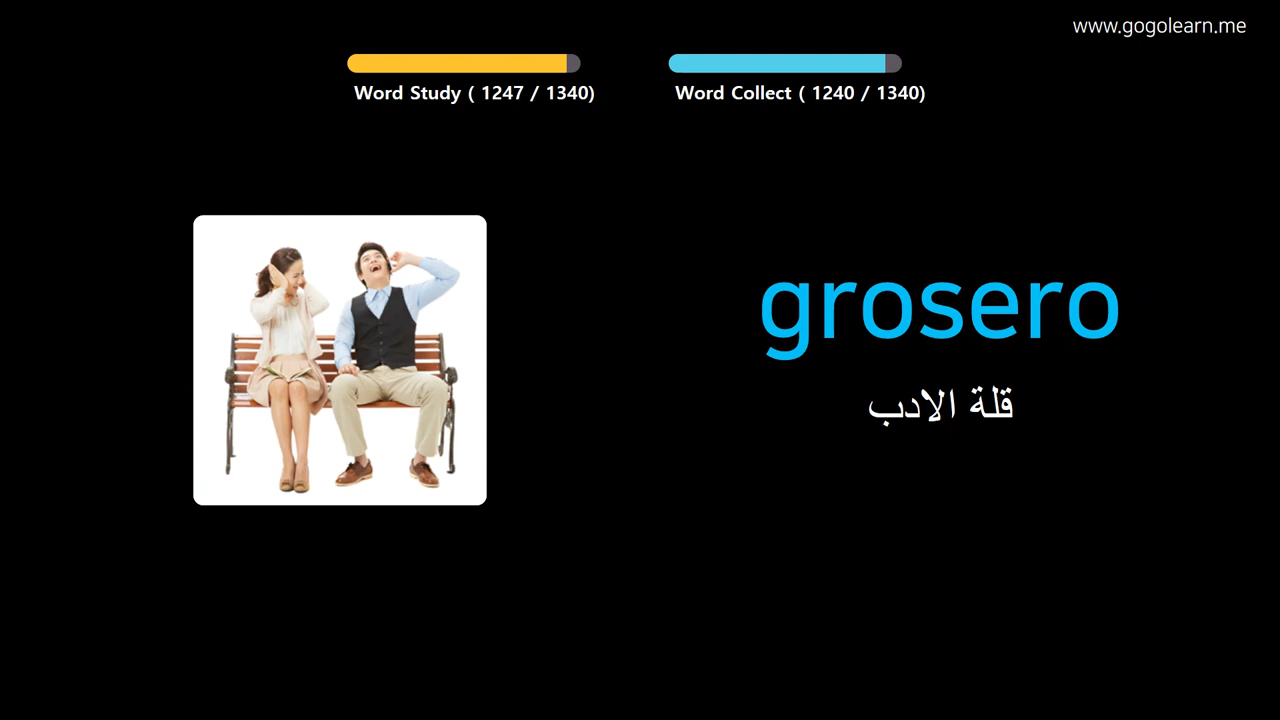 www.gogolearn.me
Word Study ( 1247 / 1340)
Word Collect ( 1240 / 1340)
grosero
قلة الادب